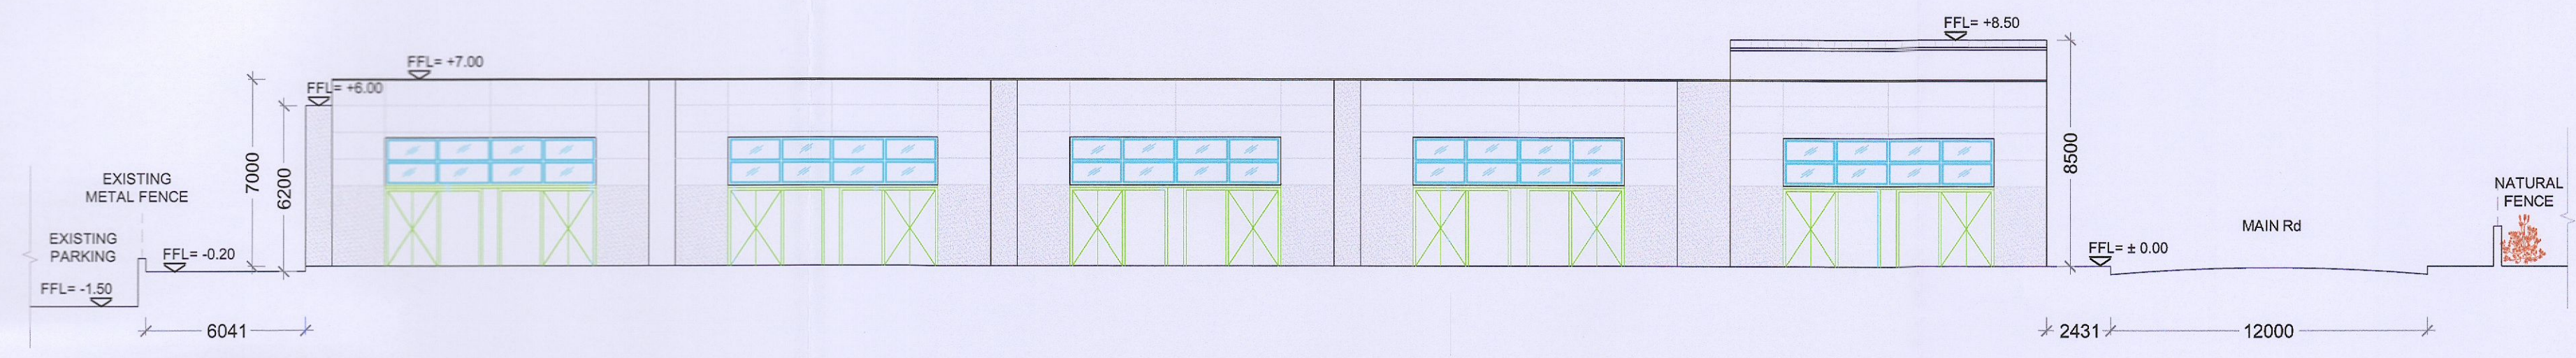 FFL= +8.50
FFL= +7.00
FFL= +6.00
7000
6200
8500
EXISTING
METAL FENCE
EXISTING
PARKING
FFL= -0.20
FFL= -1.50
NATURAL
FENCE
MAIN Rd
FFL= ± 0.00
6041
2431
12000